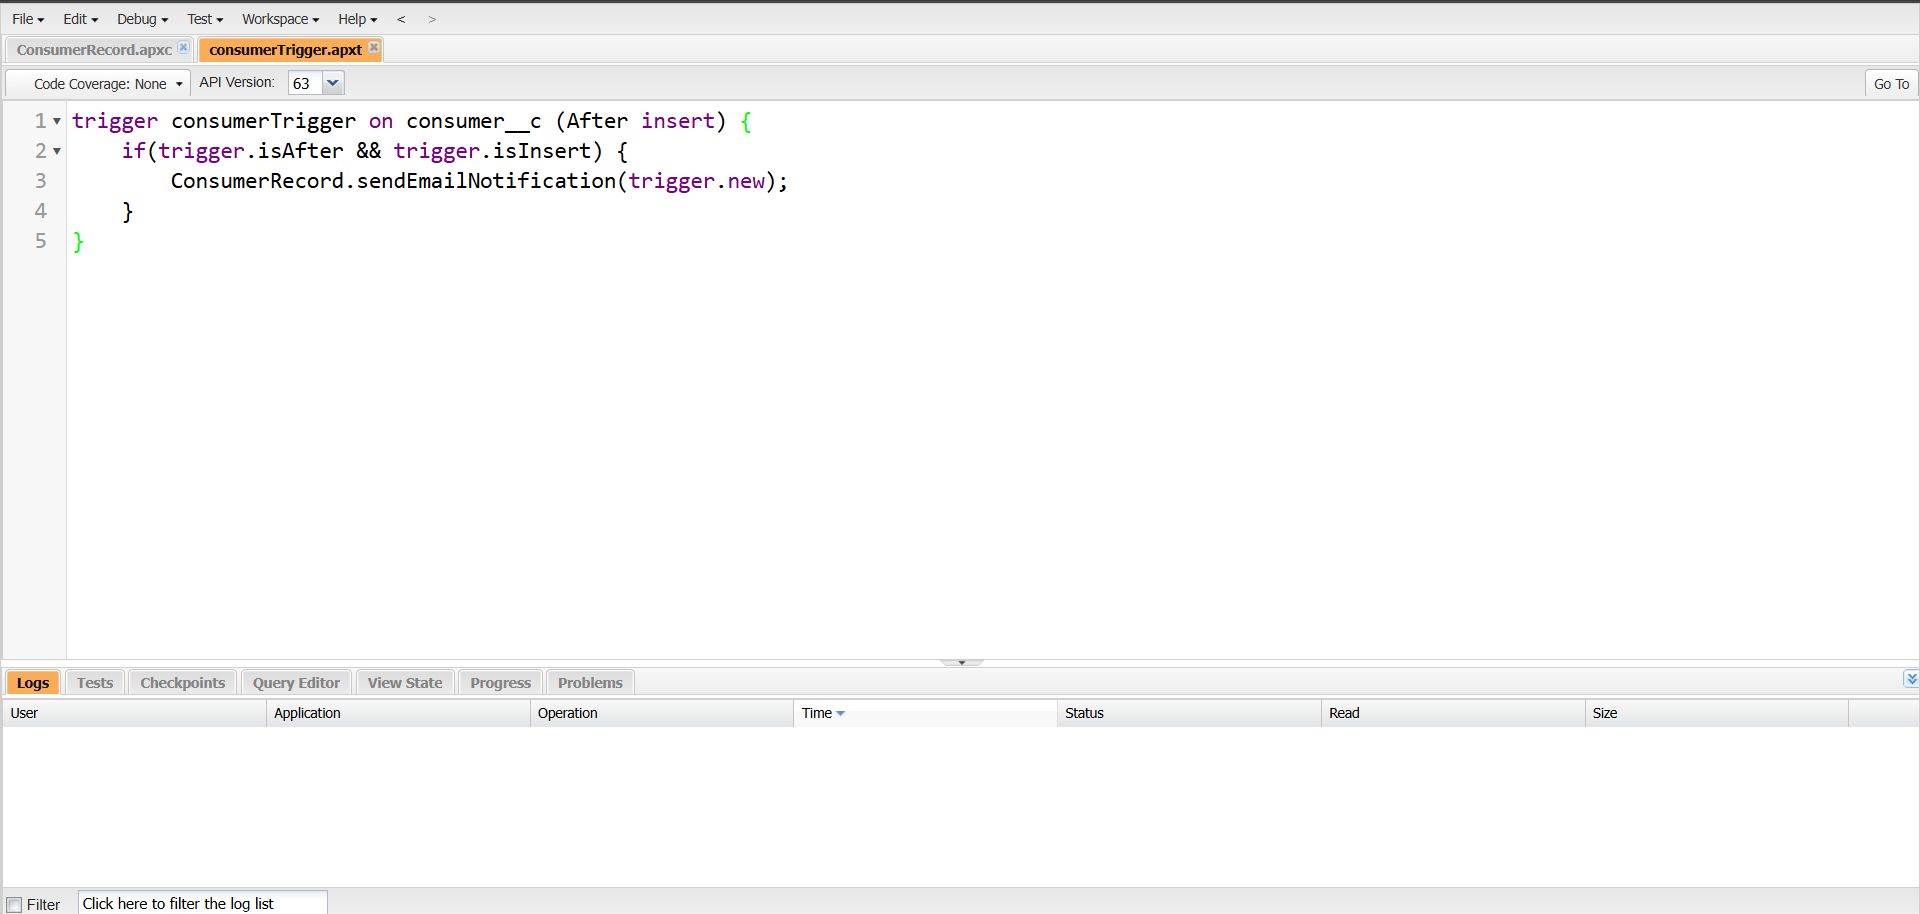 File Edit Debug Test Workspace Help < >
ConsumerRecord.apxc consumerTrigger.apxt
Code Coverage: None API Version: 63 Go To
1 trigger consumerTrigger on consumer__c (After insert) {
2 if(trigger.isAfter && trigger.isInsert) {
3 ConsumerRecord.sendEmailNotification(trigger.new);
4 }
5 }
Logs Tests Checkpoints Query Editor View State Progress Problems
User Application Operation Time Status Read Size
Filter Click here to filter the log list